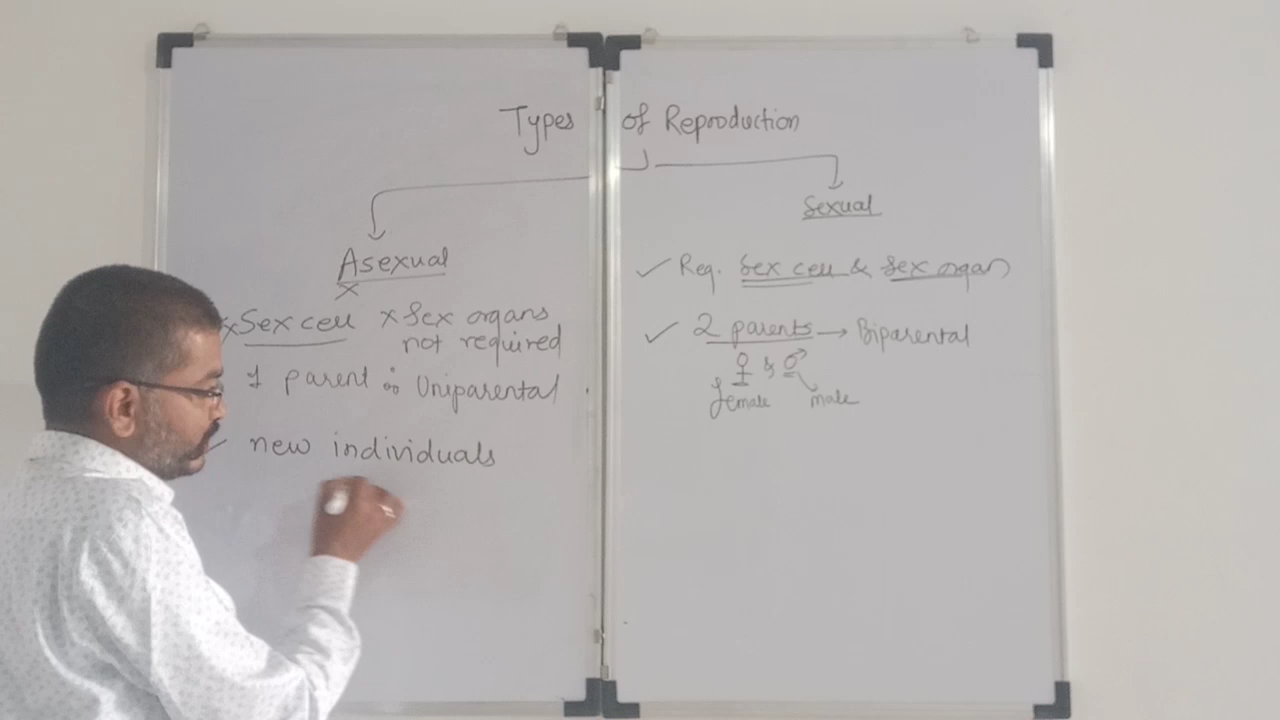 Types of Reproduction
Asexual
x
x Sex cell x Sex organs
not required
1 parent ஃ Uniparental
✓ new individuals
Sexual
✓ Req. Sex cell & Sex organ
✓ 2 parents → Biparental
♀ & ♂
female male